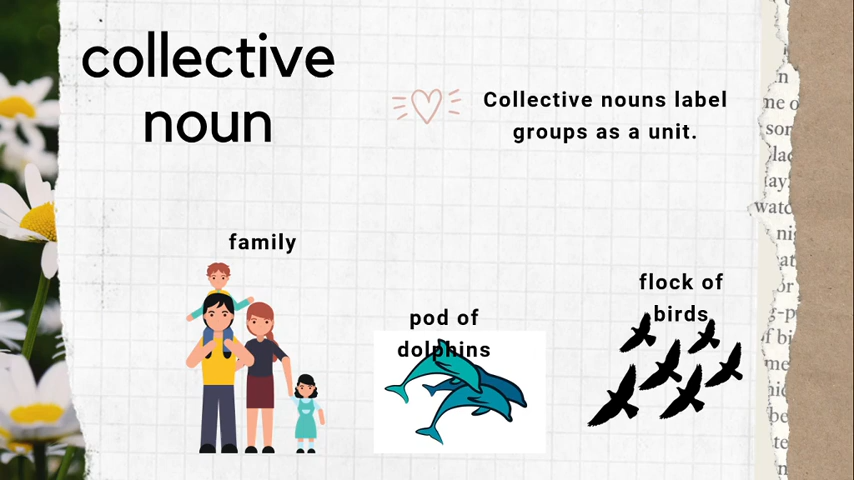 collective
noun
Collective nouns label
groups as a unit.
family
pod of
dolphins
flock of
birds